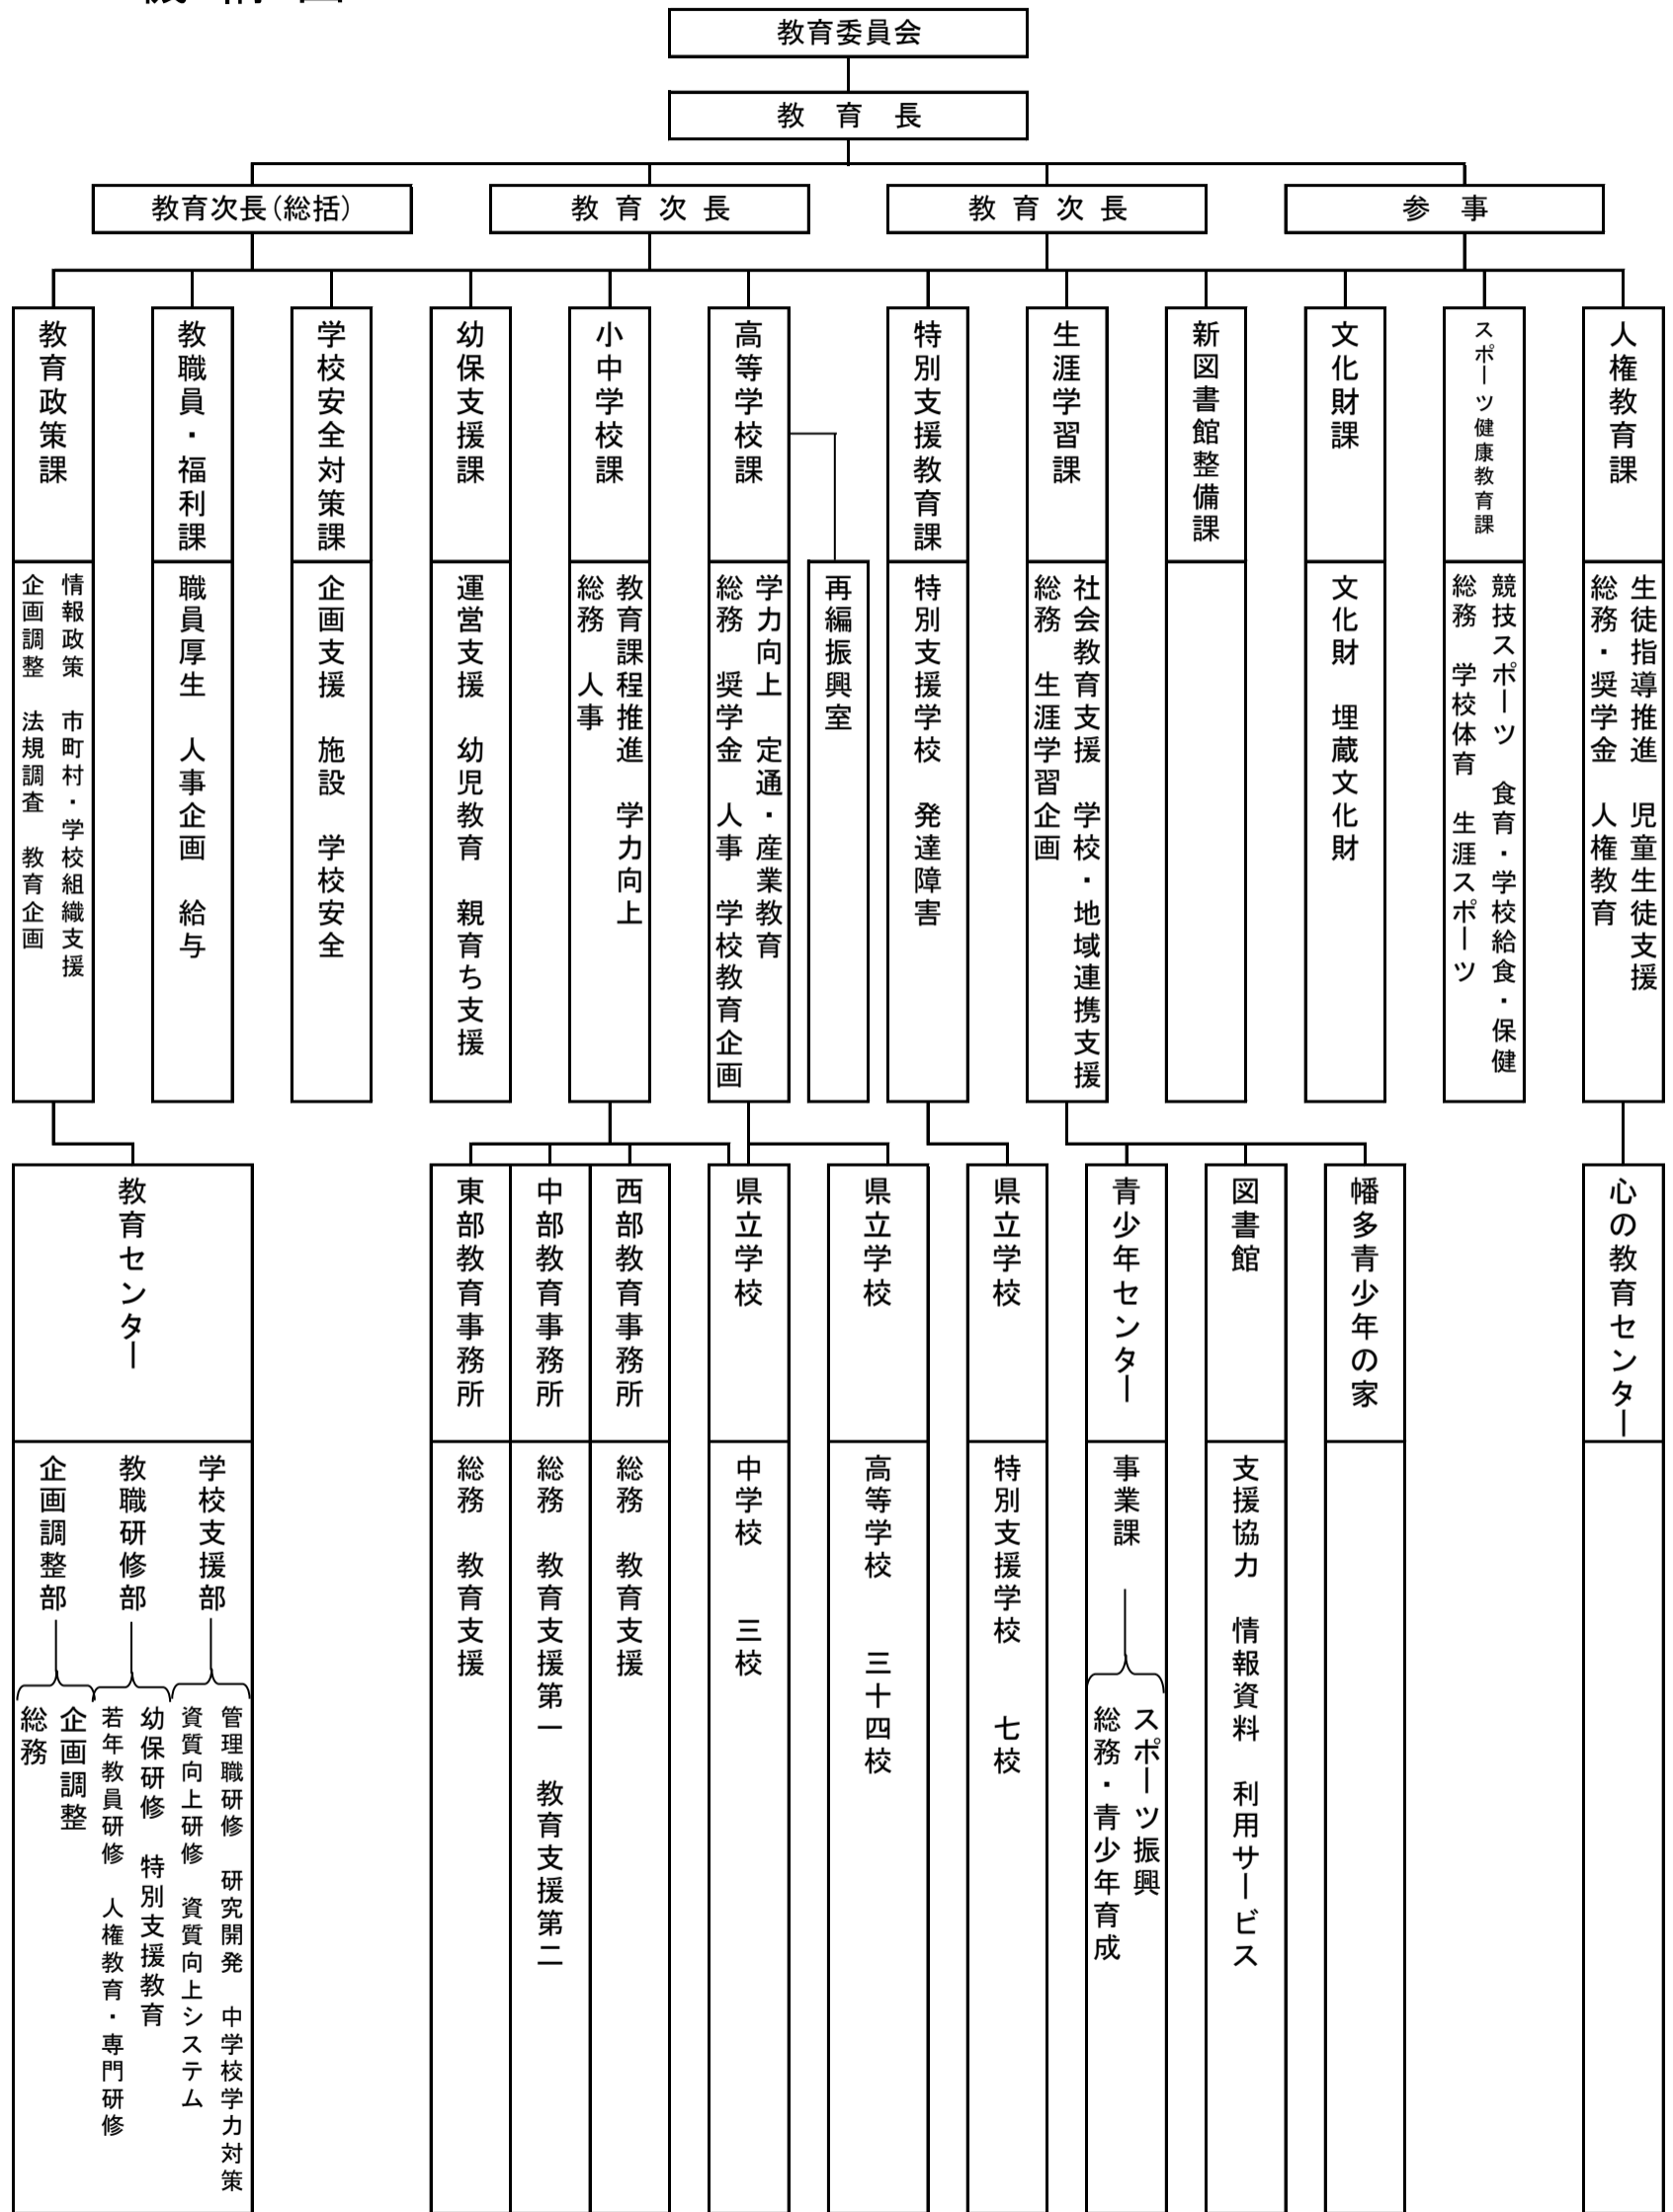 教育委員会
教　育　長
教育次長(総括)
教 育 次 長
教 育 次 長
参　事
教育政策課
教職員・福利課
学校安全対策課
幼保支援課
小中学校課
高等学校課
特別支援教育課
生涯学習課
新図書館整備課
文化財課
スポーツ健康教育課
人権教育課
情報政策　市町村・学校組織支援
企画調整　法規調査　教育企画
職員厚生　人事企画　給与
企画支援　施設　学校安全
運営支援　幼児教育　親育ち支援
教育課程推進　学力向上
総務　人事
学力向上　定通・産業教育
総務　奨学金　人事　学校教育企画
再編振興室
特別支援学校　発達障害
社会教育支援　学校・地域連携支援
総務　生涯学習企画
文化財　埋蔵文化財
競技スポーツ　食育・学校給食・保健
総務　学校体育　生涯スポーツ
生徒指導推進　児童生徒支援
総務・奨学金　人権教育
教育センター
東部教育事務所
中部教育事務所
西部教育事務所
県立学校
県立学校
県立学校
青少年センター
図書館
幡多青少年の家
心の教育センター
学校支援部
教職研修部
企画調整部
管理職研修　研究開発　中学校学力対策
資質向上研修　資質向上システム
幼保研修　特別支援教育
若年教員研修　人権教育・専門研修
企画調整
総務
総務　教育支援
総務　教育支援第一　教育支援第二
総務　教育支援
中学校　三校
高等学校　三十四校
特別支援学校　七校
事業課
スポーツ振興
総務・青少年育成
支援協力　情報資料　利用サービス